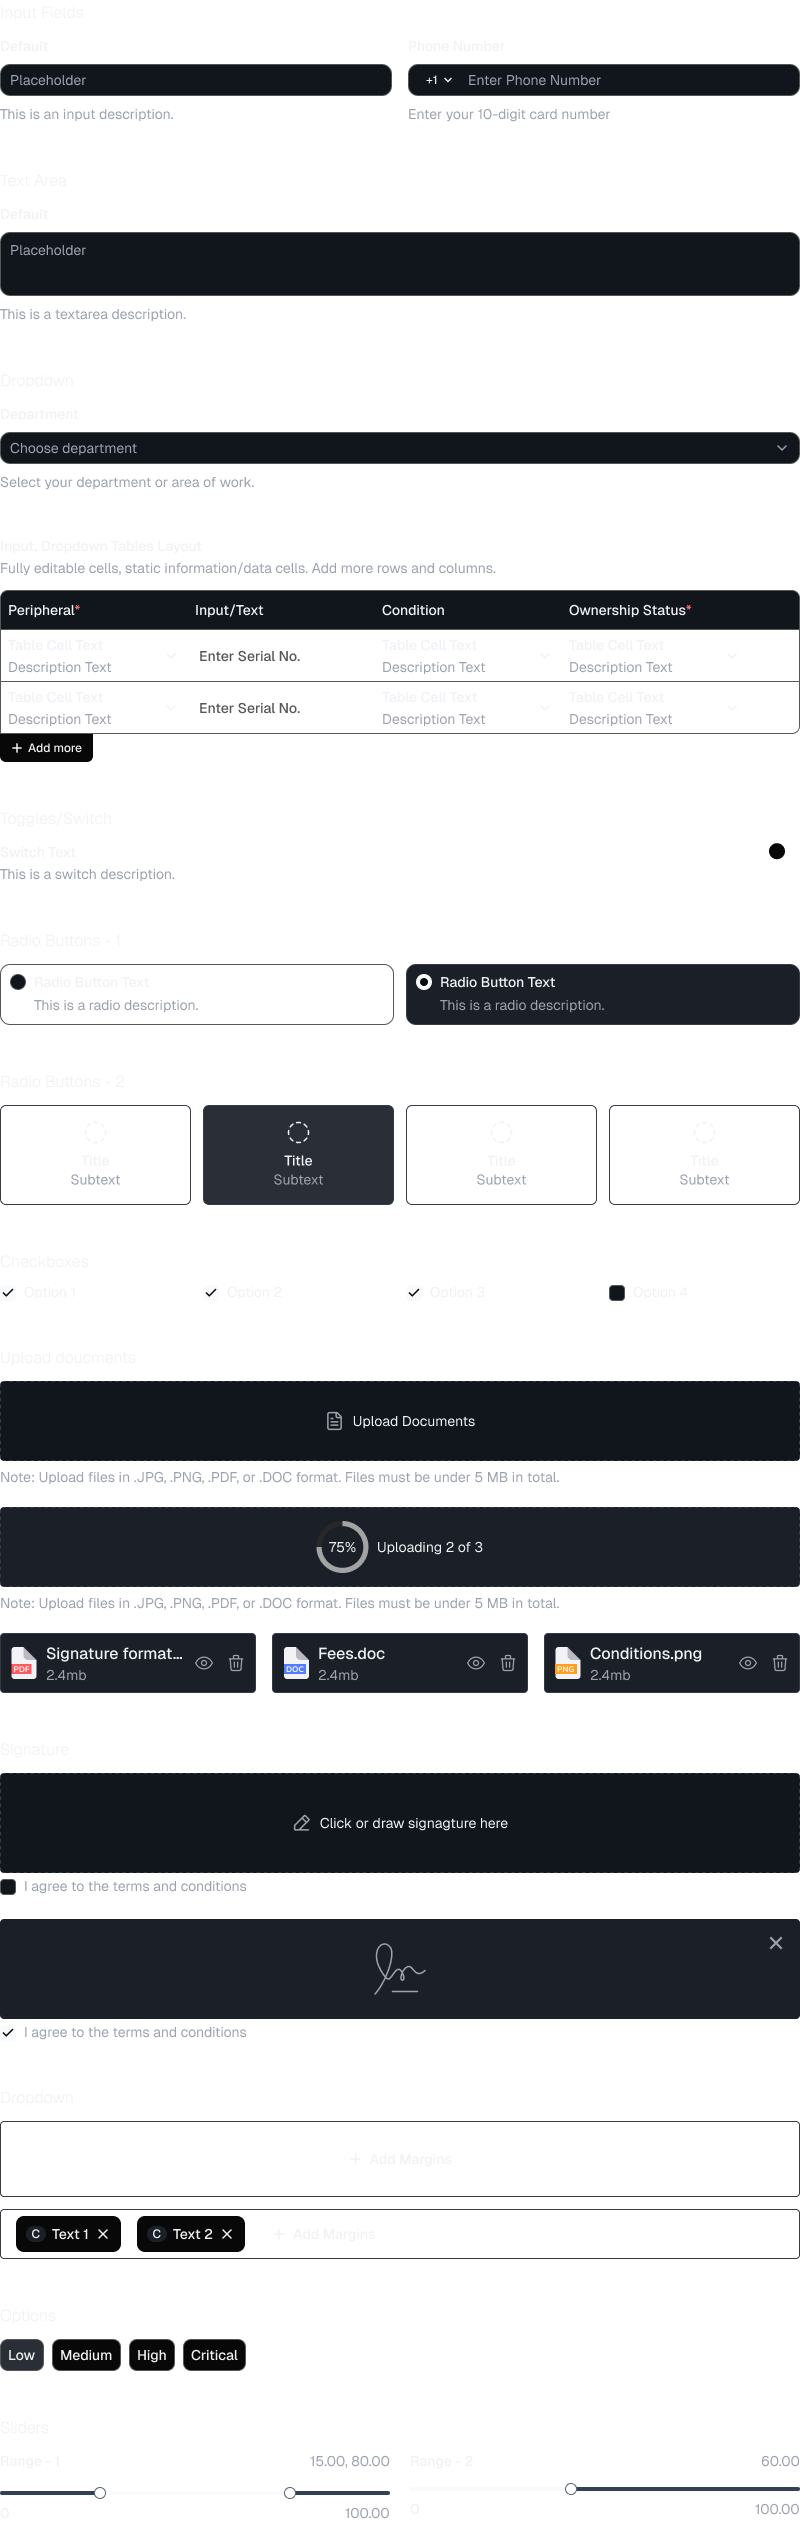 Input Fields
Default
Phone Number
Placeholder
+1
Enter Phone Number
This is an input description.
Enter your 10-digit card number
Text Area
Default
Placeholder
This is a textarea description.
Dropdown
Department
Choose department
Select your department or area of work.
Input, Dropdown Tables Layout
Fully editable cells, static information/data cells. Add more rows and columns.
Peripheral* Input/Text Condition Ownership Status*
Table Cell Text Table Cell Text Table Cell Text
Enter Serial No.
Description Text Description Text Description Text
Table Cell Text Table Cell Text Table Cell Text
Enter Serial No.
Description Text Description Text Description Text
+ Add more
Toggles/Switch
Switch Text
This is a switch description.
Radio Buttons - 1
Radio Button Text
This is a radio description.
Radio Button Text
This is a radio description.
Radio Buttons - 2
Title
Subtext
Title
Subtext
Title
Subtext
Title
Subtext
Checkboxes
Option 1
Option 2
Option 3
Option 4
Upload doucments
Upload Documents
Note: Upload files in .JPG, .PNG, .PDF, or .DOC format. Files must be under 5 MB in total.
75% Uploading 2 of 3
Note: Upload files in .JPG, .PNG, .PDF, or .DOC format. Files must be under 5 MB in total.
PDF
Signature format...
2.4mb
DOC
Fees.doc
2.4mb
PNG
Conditions.png
2.4mb
Signature
Click or draw signagture here
I agree to the terms and conditions
I agree to the terms and conditions
Dropdown
+ Add Margins
C Text 1
C Text 2
+ Add Margins
Options
Low
Medium
High
Critical
Sliders
Range - 1
15.00, 80.00
Range - 2
60.00
0
100.00
0
100.00